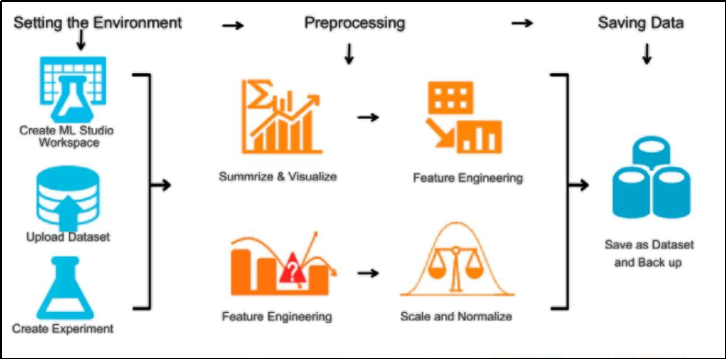 Setting the Environment
Preprocessing
Saving Data
Create ML Studio
Workspace
Upload Dataset
Create Experiment
Summrize & Visualize
Feature Engineering
Feature Engineering
Scale and Normalize
Save as Dataset
and Back up
?